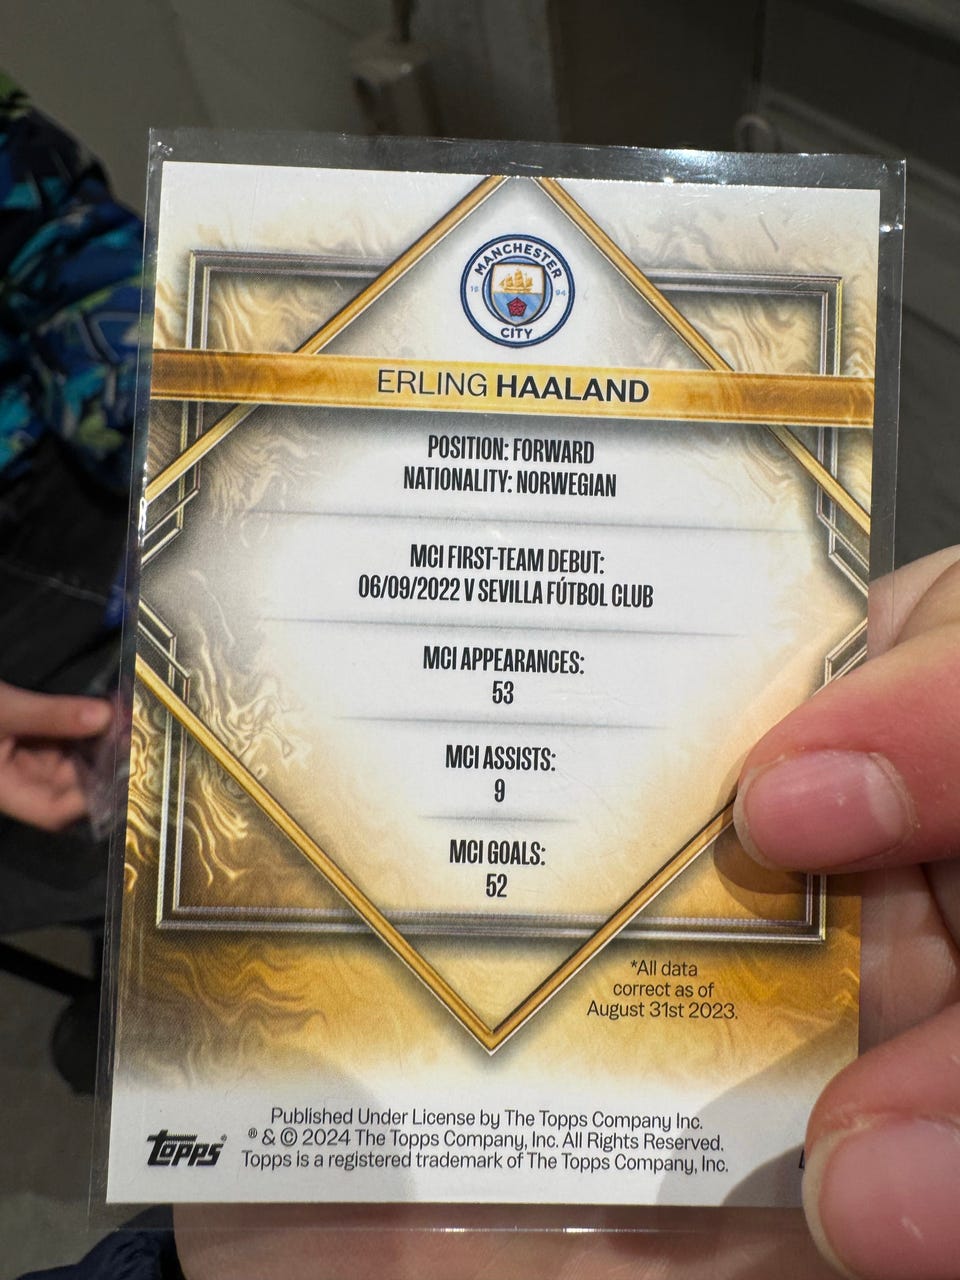 MANCHESTER
18 94
CITY
ERLING HAALAND
POSITION: FORWARD
NATIONALITY: NORWEGIAN
MCI FIRST-TEAM DEBUT:
06/09/2022 V SEVILLA FÚTBOL CLUB
MCI APPEARANCES:
53
MCI ASSISTS:
9
MCI GOALS:
52
*All data
correct as of
August 31st 2023.
Published Under License by The Topps Company Inc.
® & © 2024 The Topps Company, Inc. All Rights Reserved.
Topps is a registered trademark of The Topps Company, Inc.
topps®